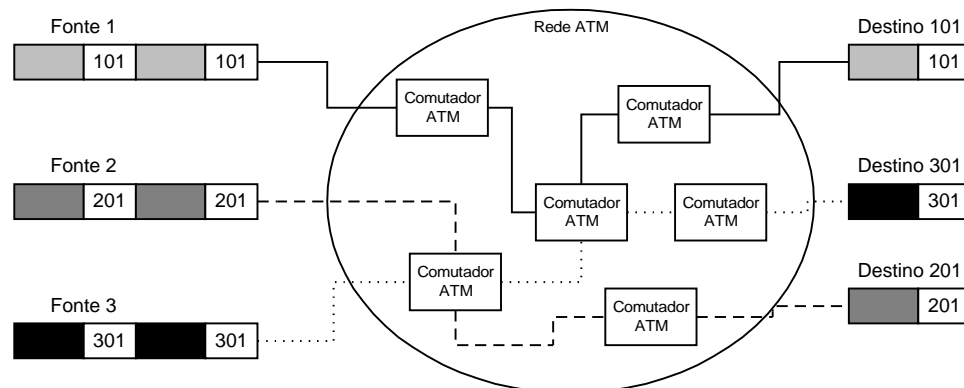 Fonte 1
Rede ATM
Destino 101
101
101
101
Comutador
ATM
Comutador
ATM
Fonte 2
Destino 301
201
201
Comutador
ATM
Comutador
ATM
301
Comutador
ATM
Destino 201
Fonte 3
Comutador
ATM
201
301
301